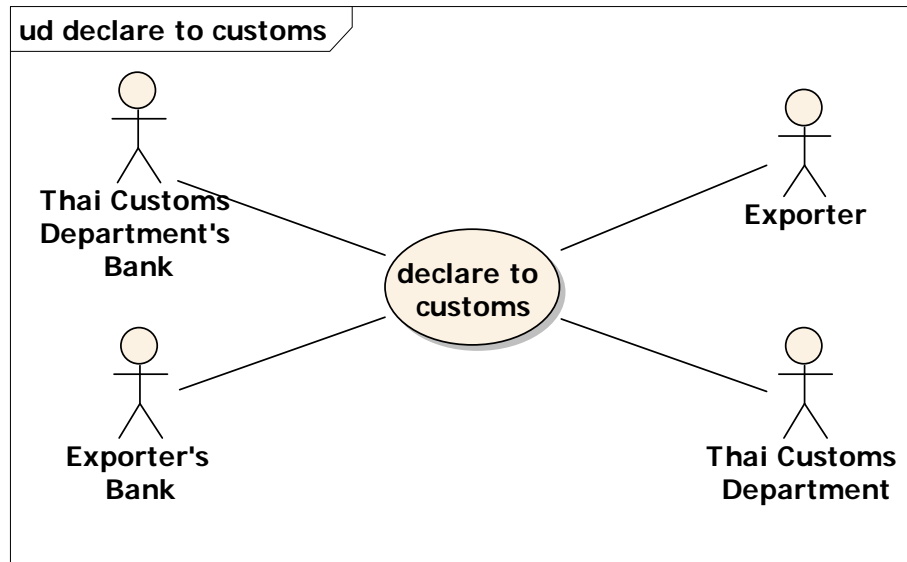 ud declare to customs
Thai Customs
Department's
Bank
Exporter
declare to
customs
Exporter's
Bank
Thai Customs
Department